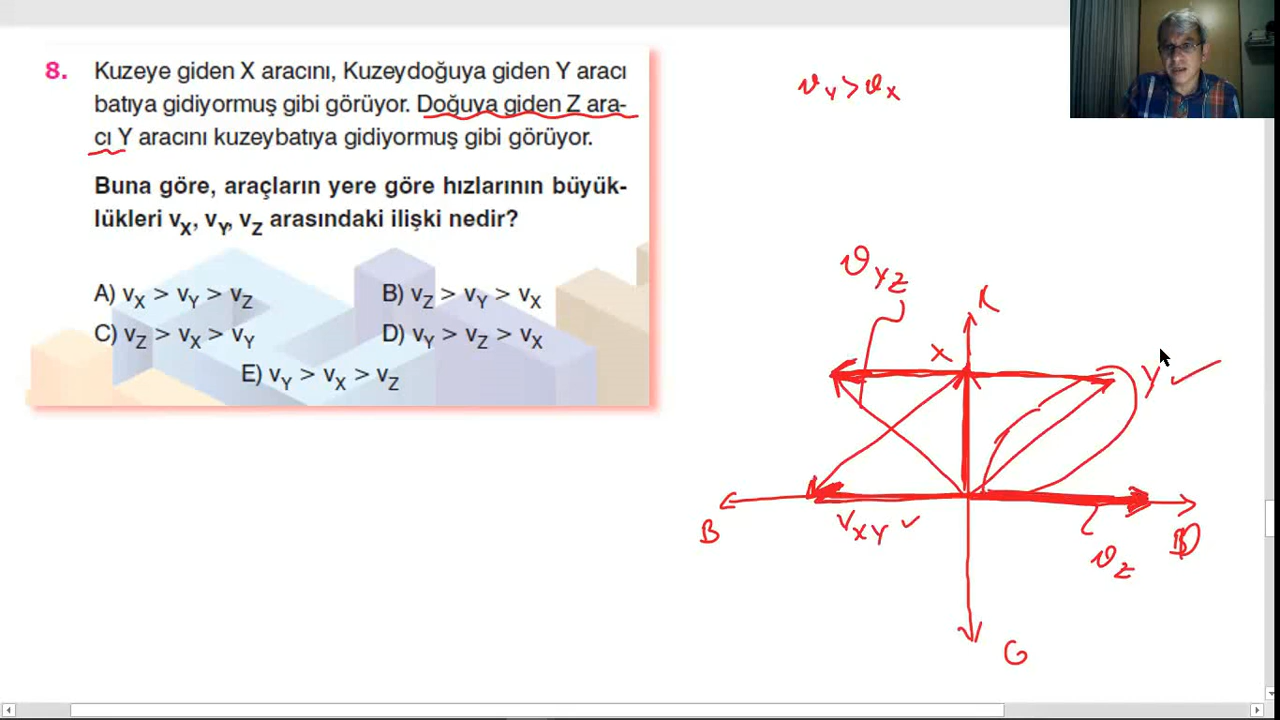 8. Kuzeye giden X aracını, Kuzeydoğuya giden Y aracı
batıya gidiyormuş gibi görüyor. Doğuya giden Z ara-
cı Y aracını kuzeybatıya gidiyormuş gibi görüyor.
Buna göre, araçların yere göre hızlarının büyük-
lükleri vX, vY, vZ arasındaki ilişki nedir?
A) vX > vY > vZ
B) vZ > vY > vX
C) vZ > vX > vY
D) vY > vZ > vX
E) vY > vX > vZ
vY > vX
vYZ
K
X
Y
B
vXY
D
vZ
G